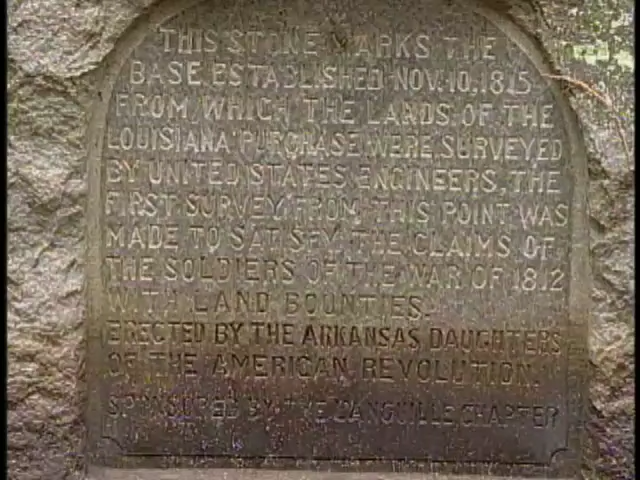 THIS STONE MARKS THE
BASE ESTABLISHED NOV. 10, 1815
FROM WHICH THE LANDS OF THE
LOUISIANA PURCHASE WERE SURVEYED
BY UNITED STATES ENGINEERS, THE
FIRST SURVEY FROM THIS POINT WAS
MADE TO SATISFY THE CLAIMS OF
THE SOLDIERS OF THE WAR OF 1812
WITH LAND BOUNTIES.
ERECTED BY THE ARKANSAS DAUGHTERS
OF THE AMERICAN REVOLUTION.
SPONSORED BY THE L'ANGUILLE CHAPTER